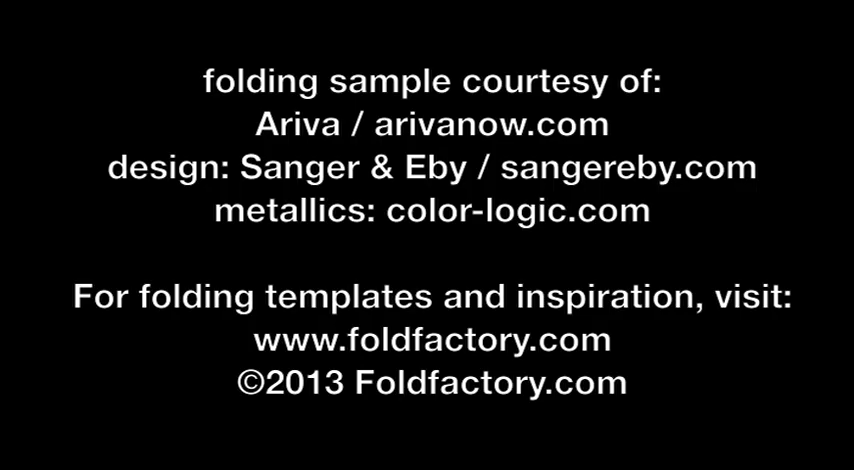 folding sample courtesy of:
Ariva / arivanow.com
design: Sanger & Eby / sangereby.com
metallics: color-logic.com
For folding templates and inspiration, visit:
www.foldfactory.com
©2013 Foldfactory.com